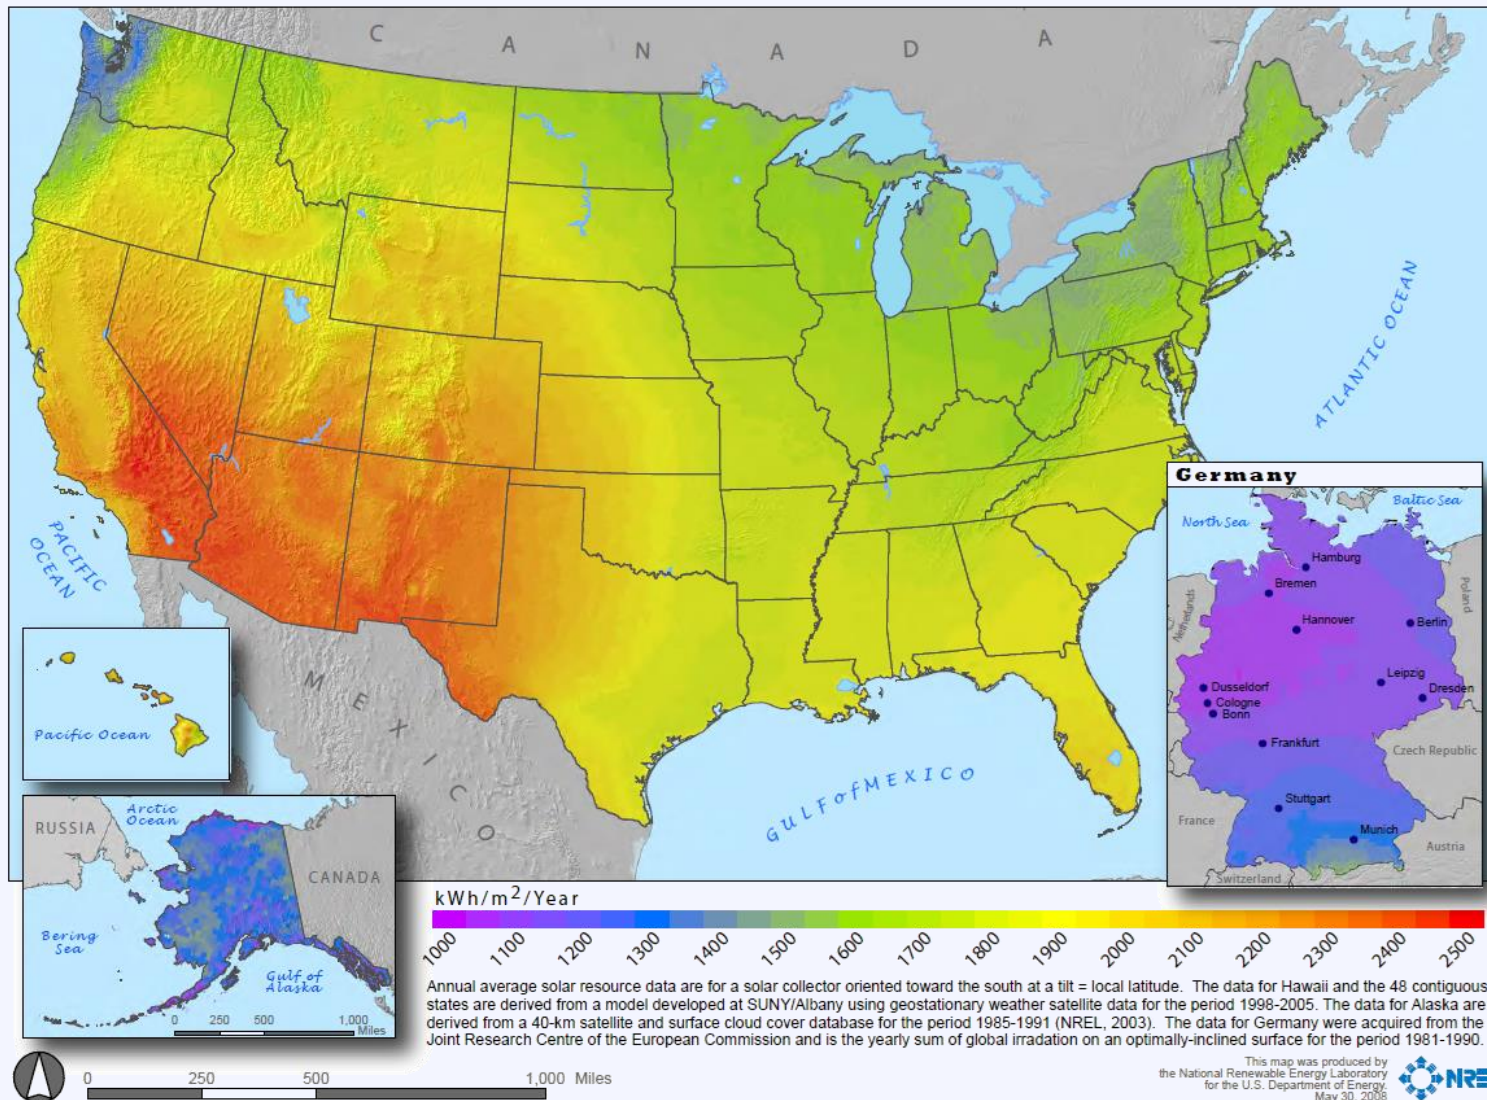 C A N A D A
ATLANTIC OCEAN
PACIFIC
OCEAN
MEXICO
GULF of MEXICO
Pacific Ocean
Arctic
Ocean
RUSSIA
CANADA
Bering
Sea
Gulf of
Alaska
0 250 500 1,000
Miles
Germany
North Sea
Baltic Sea
Hamburg
Bremen
Netherlands
Poland
Hannover
Berlin
Leipzig
Dusseldorf
Dresden
Cologne
Bonn
Frankfurt
Czech Republic
Stuttgart
France
Munich
Austria
Switzerland
kWh/m²/Year
1000 1100 1200 1300 1400 1500 1600 1700 1800 1900 2000 2100 2200 2300 2400 2500
Annual average solar resource data are for a solar collector oriented toward the south at a tilt = local latitude. The data for Hawaii and the 48 contiguous
states are derived from a model developed at SUNY/Albany using geostationary weather satellite data for the period 1998-2005. The data for Alaska are
derived from a 40-km satellite and surface cloud cover database for the period 1985-1991 (NREL, 2003). The data for Germany were acquired from the
Joint Research Centre of the European Commission and is the yearly sum of global irradation on an optimally-inclined surface for the period 1981-1990.
0 250 500 1,000 Miles
This map was produced by
the National Renewable Energy Laboratory
for the U.S. Department of Energy.
May 30, 2008
NRE